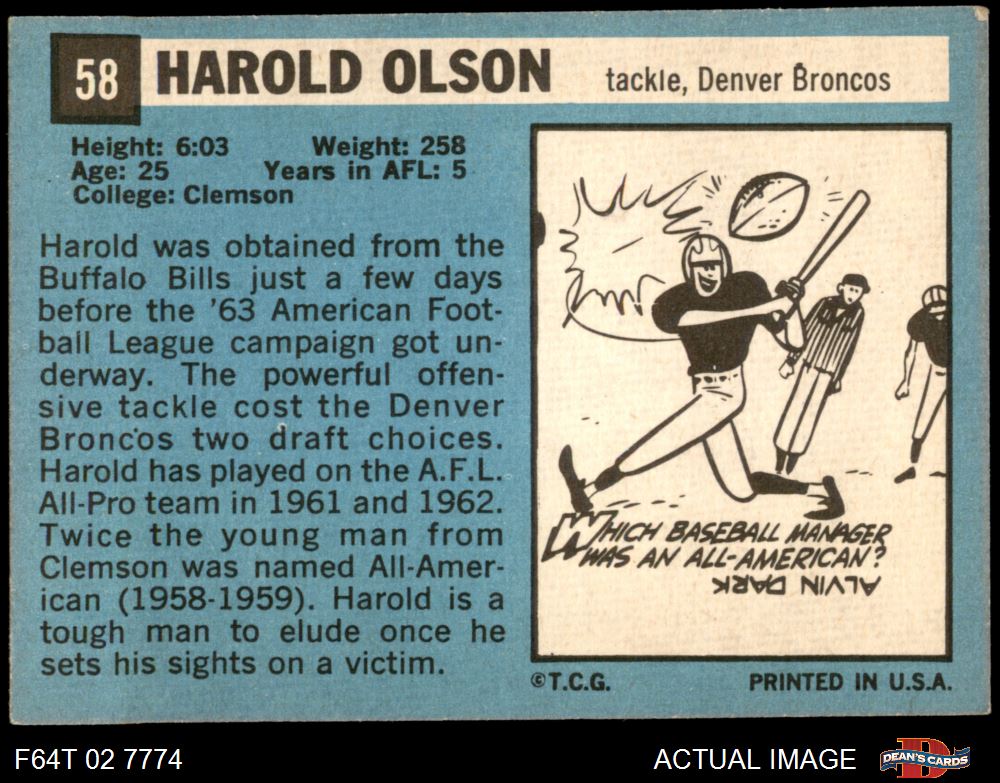 58
HAROLD OLSON
tackle, Denver Broncos
Height: 6:03 Weight: 258
Age: 25 Years in AFL: 5
College: Clemson
Harold was obtained from the
Buffalo Bills just a few days
before the '63 American Foot-
ball League campaign got un-
derway. The powerful offen-
sive tackle cost the Denver
Broncos two draft choices.
Harold has played on the A.F.L.
All-Pro team in 1961 and 1962.
Twice the young man from
Clemson was named All-Amer-
ican (1958-1959). Harold is a
tough man to elude once he
sets his sights on a victim.
WHICH BASEBALL MANAGER
WAS AN ALL-AMERICAN?
ALVIN DARK
©T.C.G. PRINTED IN U.S.A.
F64T 02 7774
ACTUAL IMAGE
DEAN'S CARDS